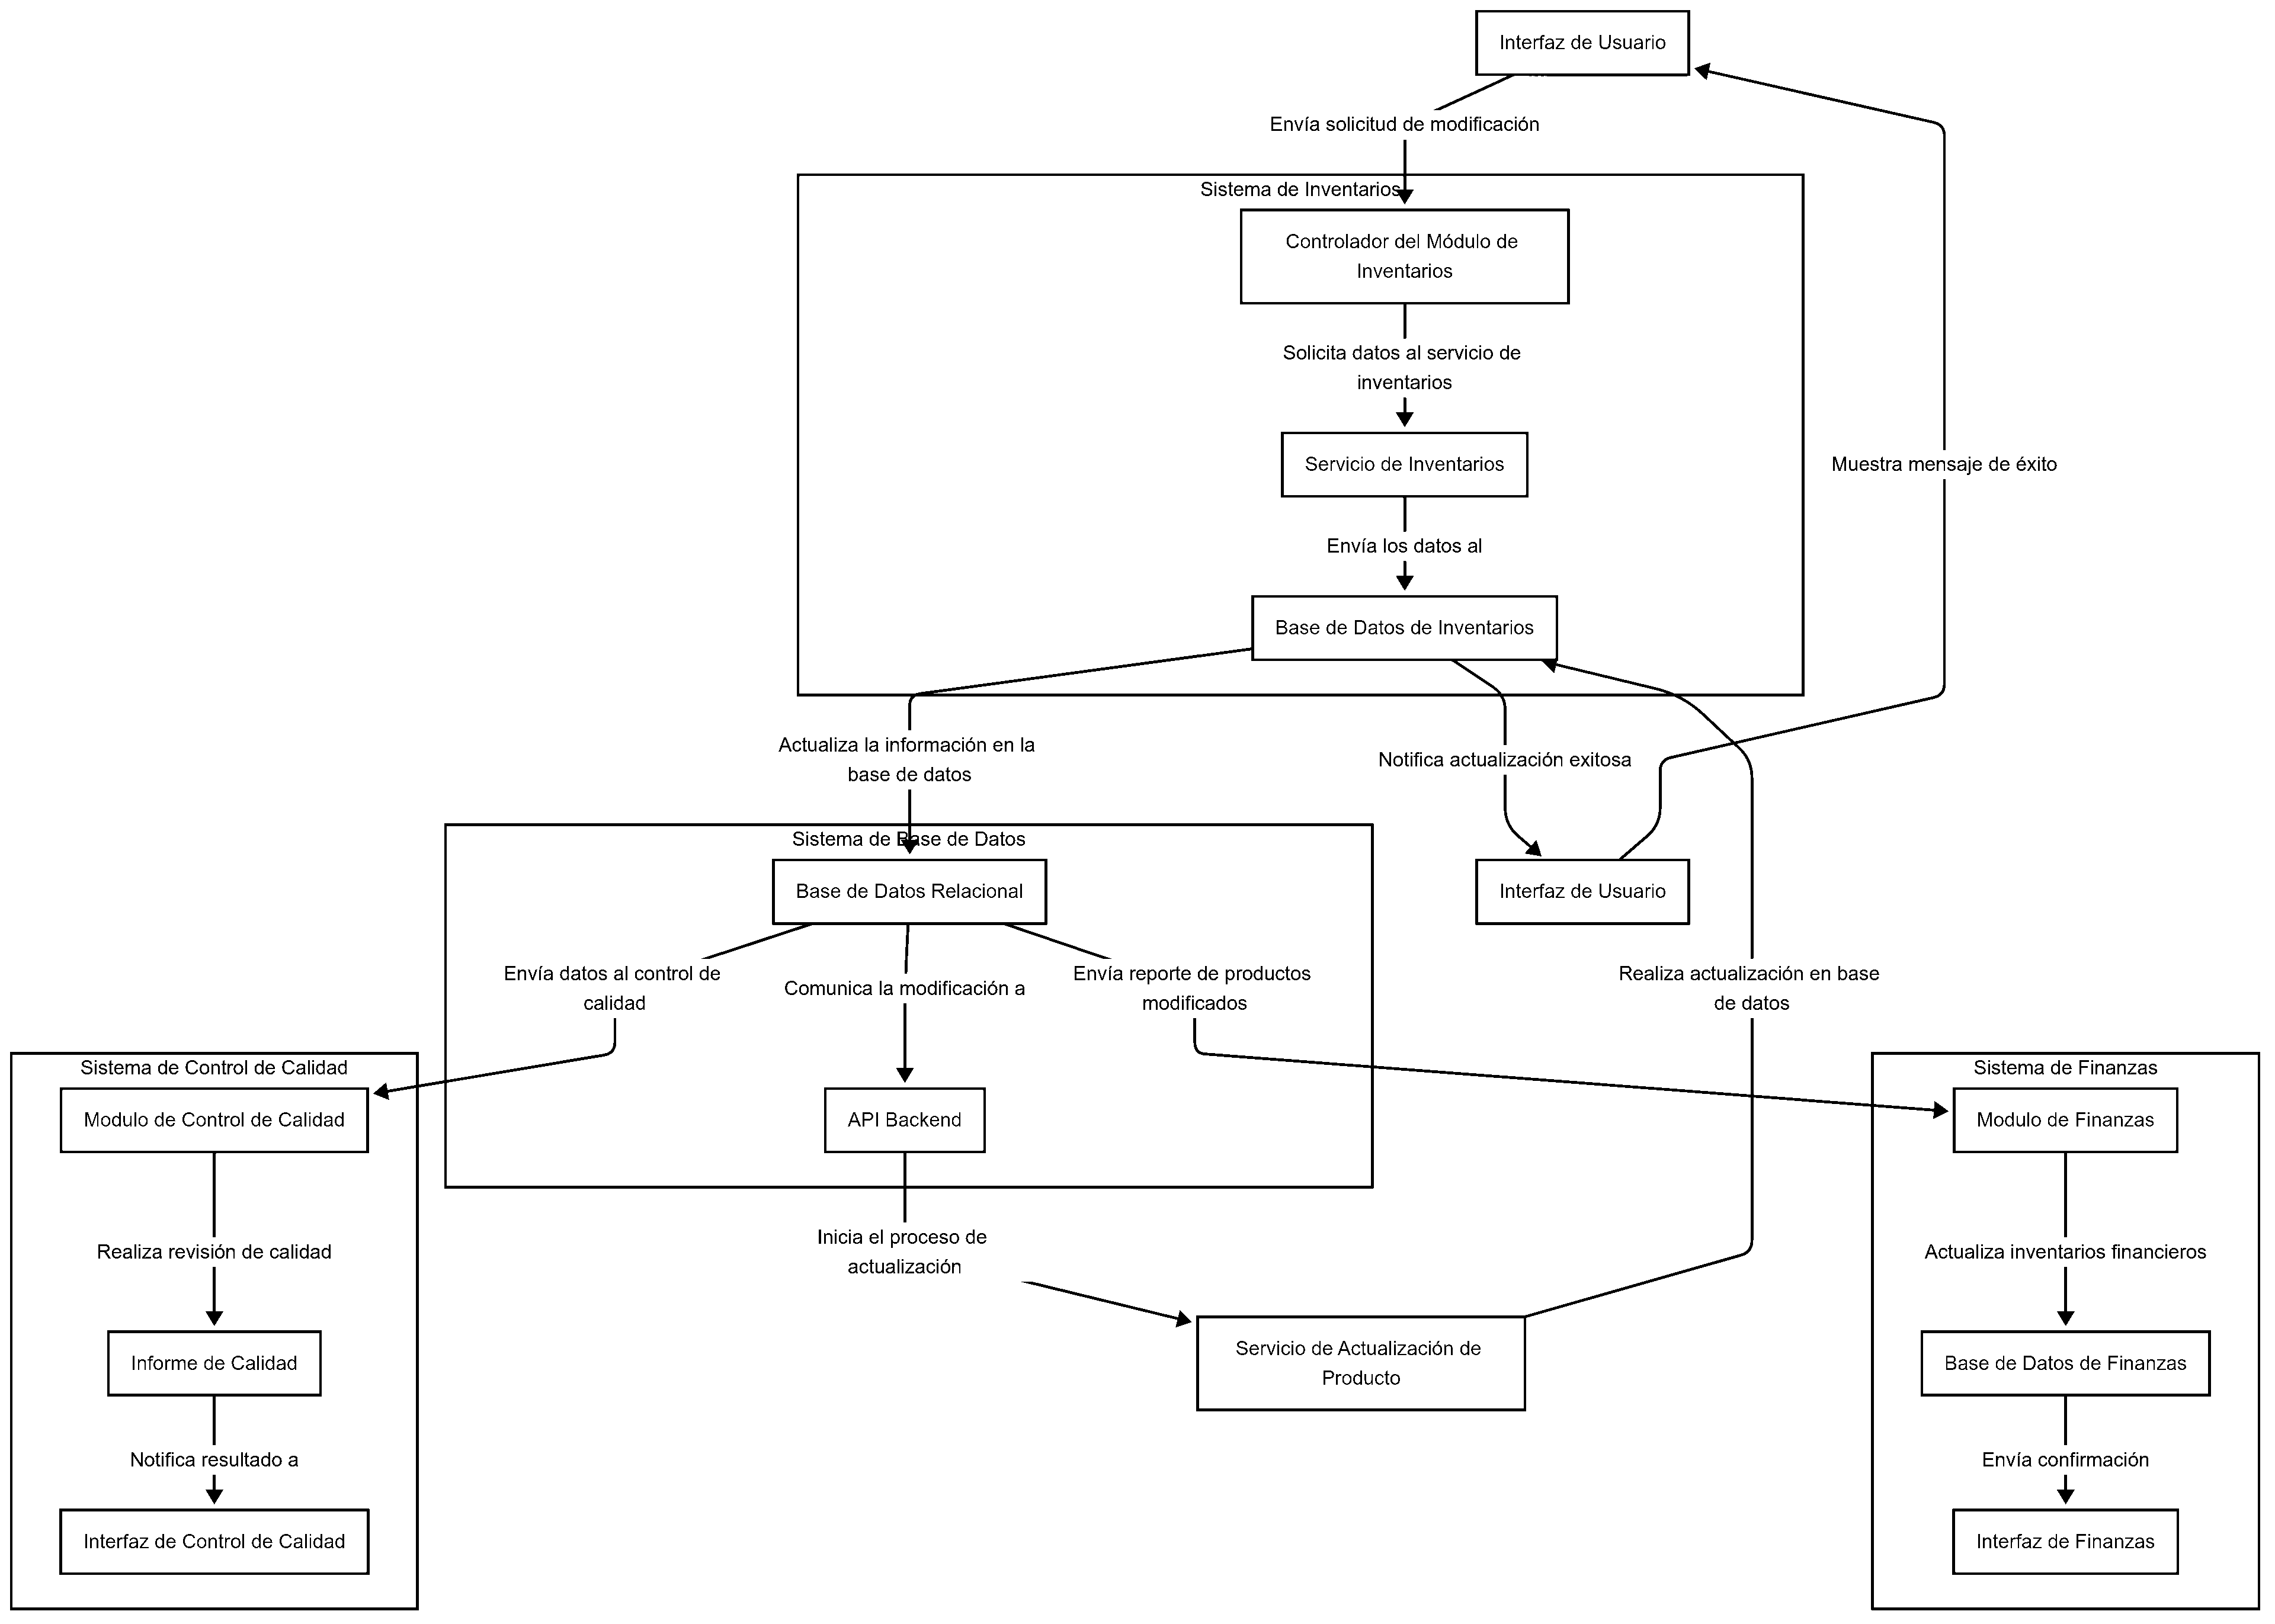 Interfaz de Usuario
Envía solicitud de modificación
Sistema de Inventarios
Controlador del Módulo de
Inventarios
Solicita datos al servicio de
inventarios
Servicio de Inventarios
Muestra mensaje de éxito
Envía los datos al
Base de Datos de Inventarios
Actualiza la información en la
base de datos
Notifica actualización exitosa
Sistema de Base de Datos
Base de Datos Relacional
Interfaz de Usuario
Envía datos al control de
calidad
Comunica la modificación a
Envía reporte de productos
modificados
Realiza actualización en base
de datos
Sistema de Control de Calidad
Modulo de Control de Calidad
API Backend
Sistema de Finanzas
Modulo de Finanzas
Realiza revisión de calidad
Inicia el proceso de
actualización
Actualiza inventarios financieros
Informe de Calidad
Servicio de Actualización de
Producto
Base de Datos de Finanzas
Notifica resultado a
Envía confirmación
Interfaz de Control de Calidad
Interfaz de Finanzas